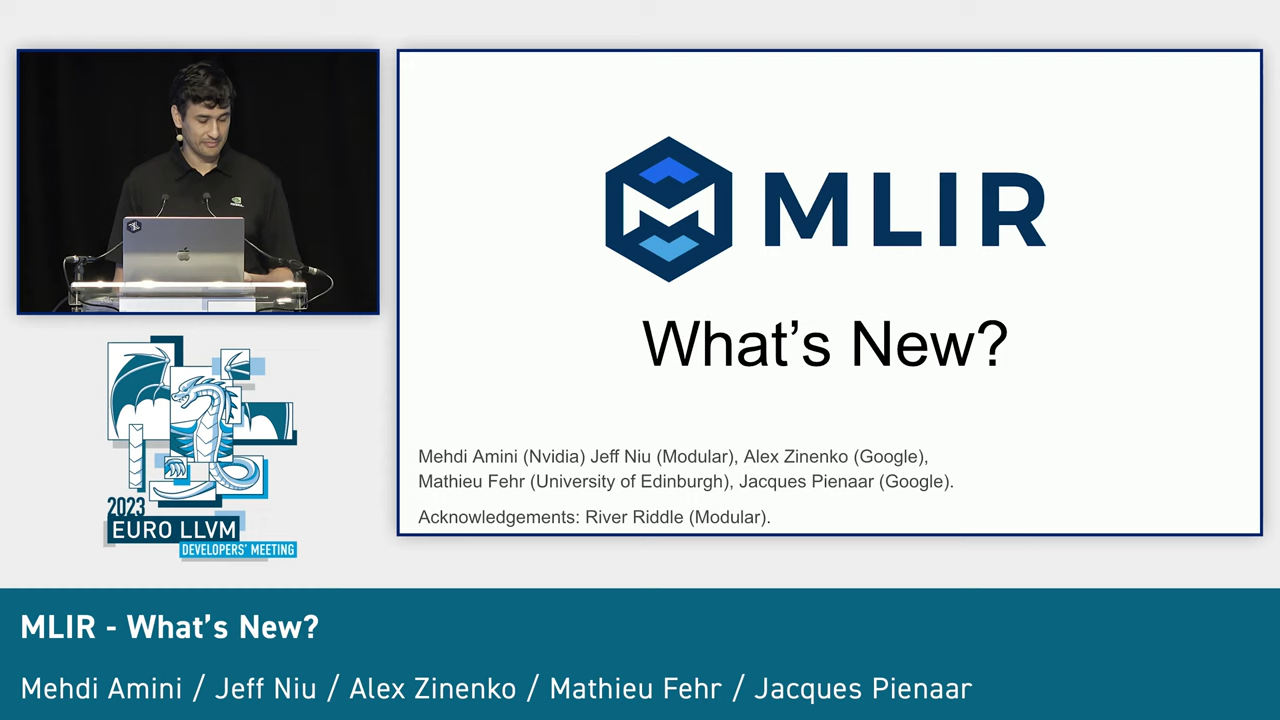 MLIR
What's New?
Mehdi Amini (Nvidia) Jeff Niu (Modular), Alex Zinenko (Google),
Mathieu Fehr (University of Edinburgh), Jacques Pienaar (Google).
Acknowledgements: River Riddle (Modular).
2023
EURO LLVM
DEVELOPERS' MEETING
MLIR - What's New?
Mehdi Amini / Jeff Niu / Alex Zinenko / Mathieu Fehr / Jacques Pienaar